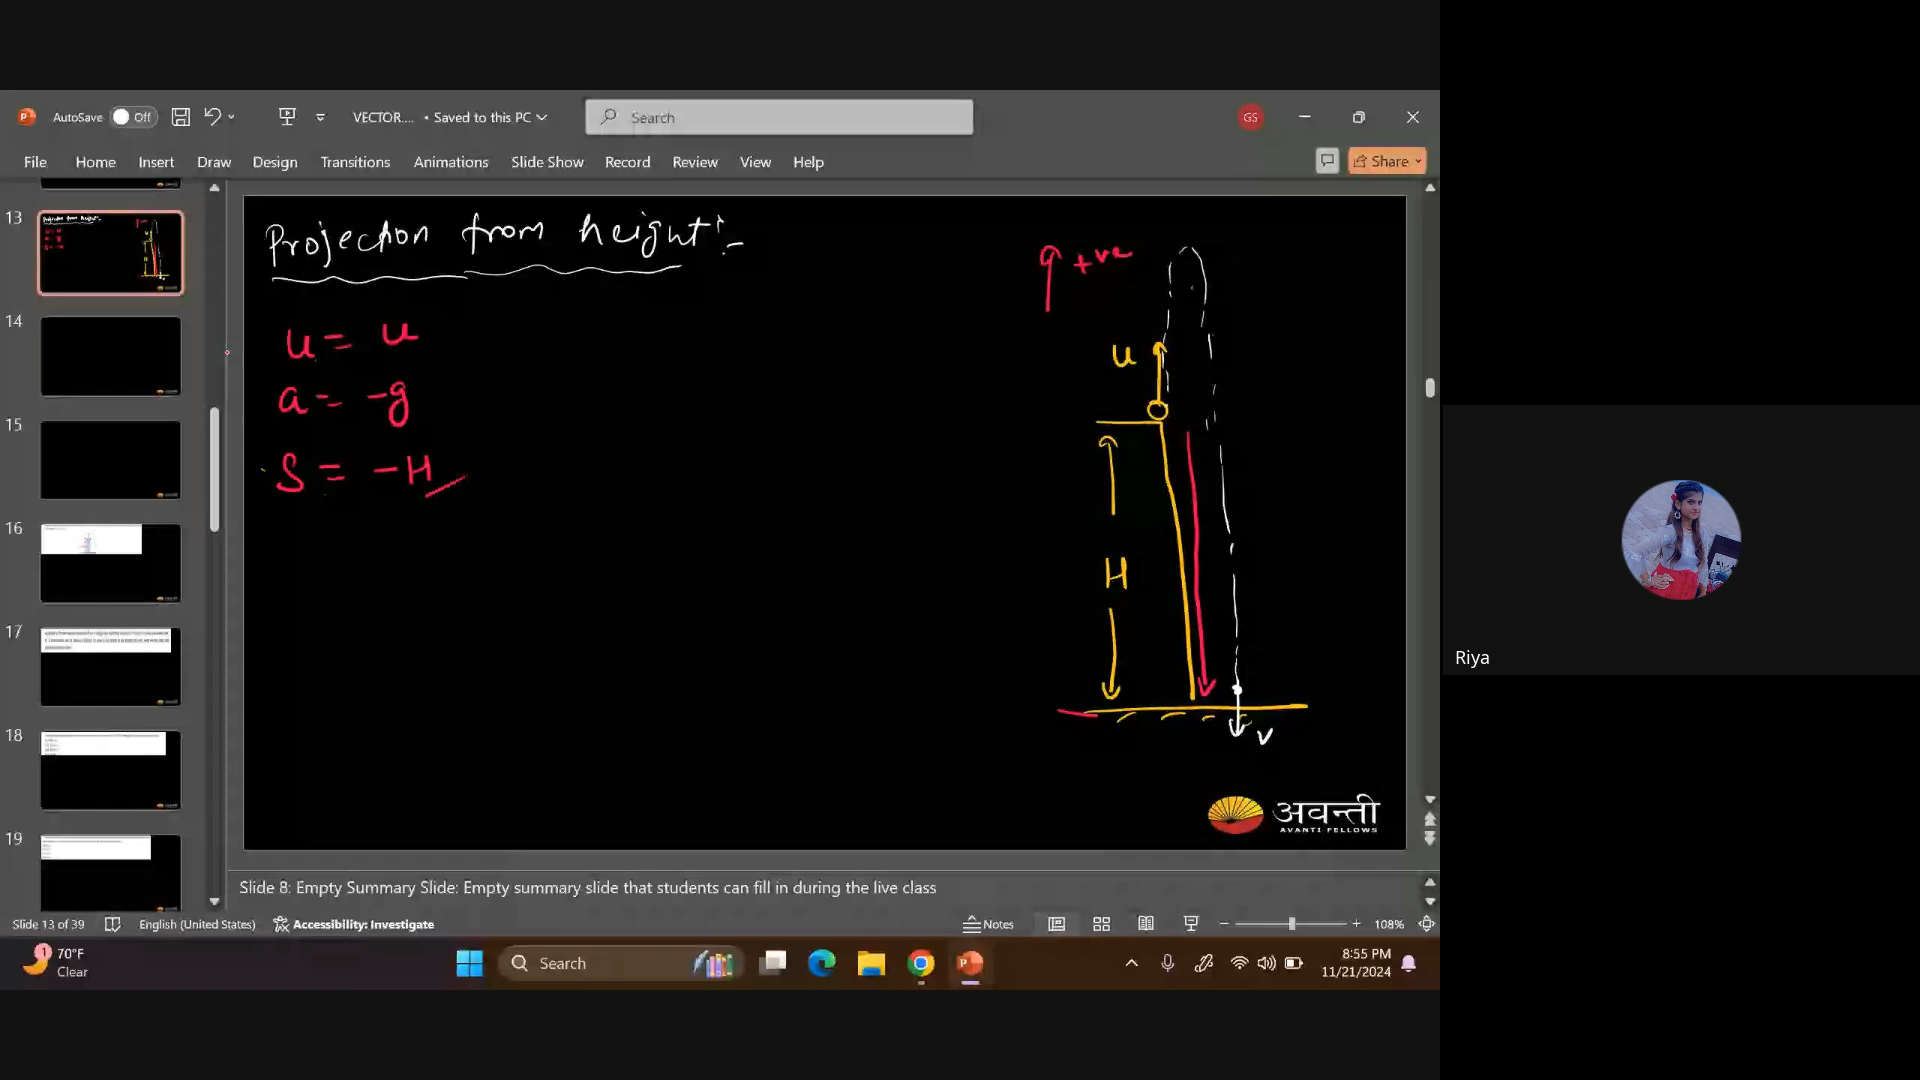 AutoSave Off VECTOR.... • Saved to this PC Search GS
File Home Insert Draw Design Transitions Animations Slide Show Record Review View Help Share
13
14
15
16
17
18
19
Projection from height:-
u = u
a = -g
S = -H
+ve
u
H
v
अवन्ती
AVANTI FELLOWS
Riya
Slide 8: Empty Summary Slide: Empty summary slide that students can fill in during the live class
Slide 13 of 39 English (United States) Accessibility: Investigate Notes 108%
1 70°F
Clear
Search
8:55 PM
11/21/2024